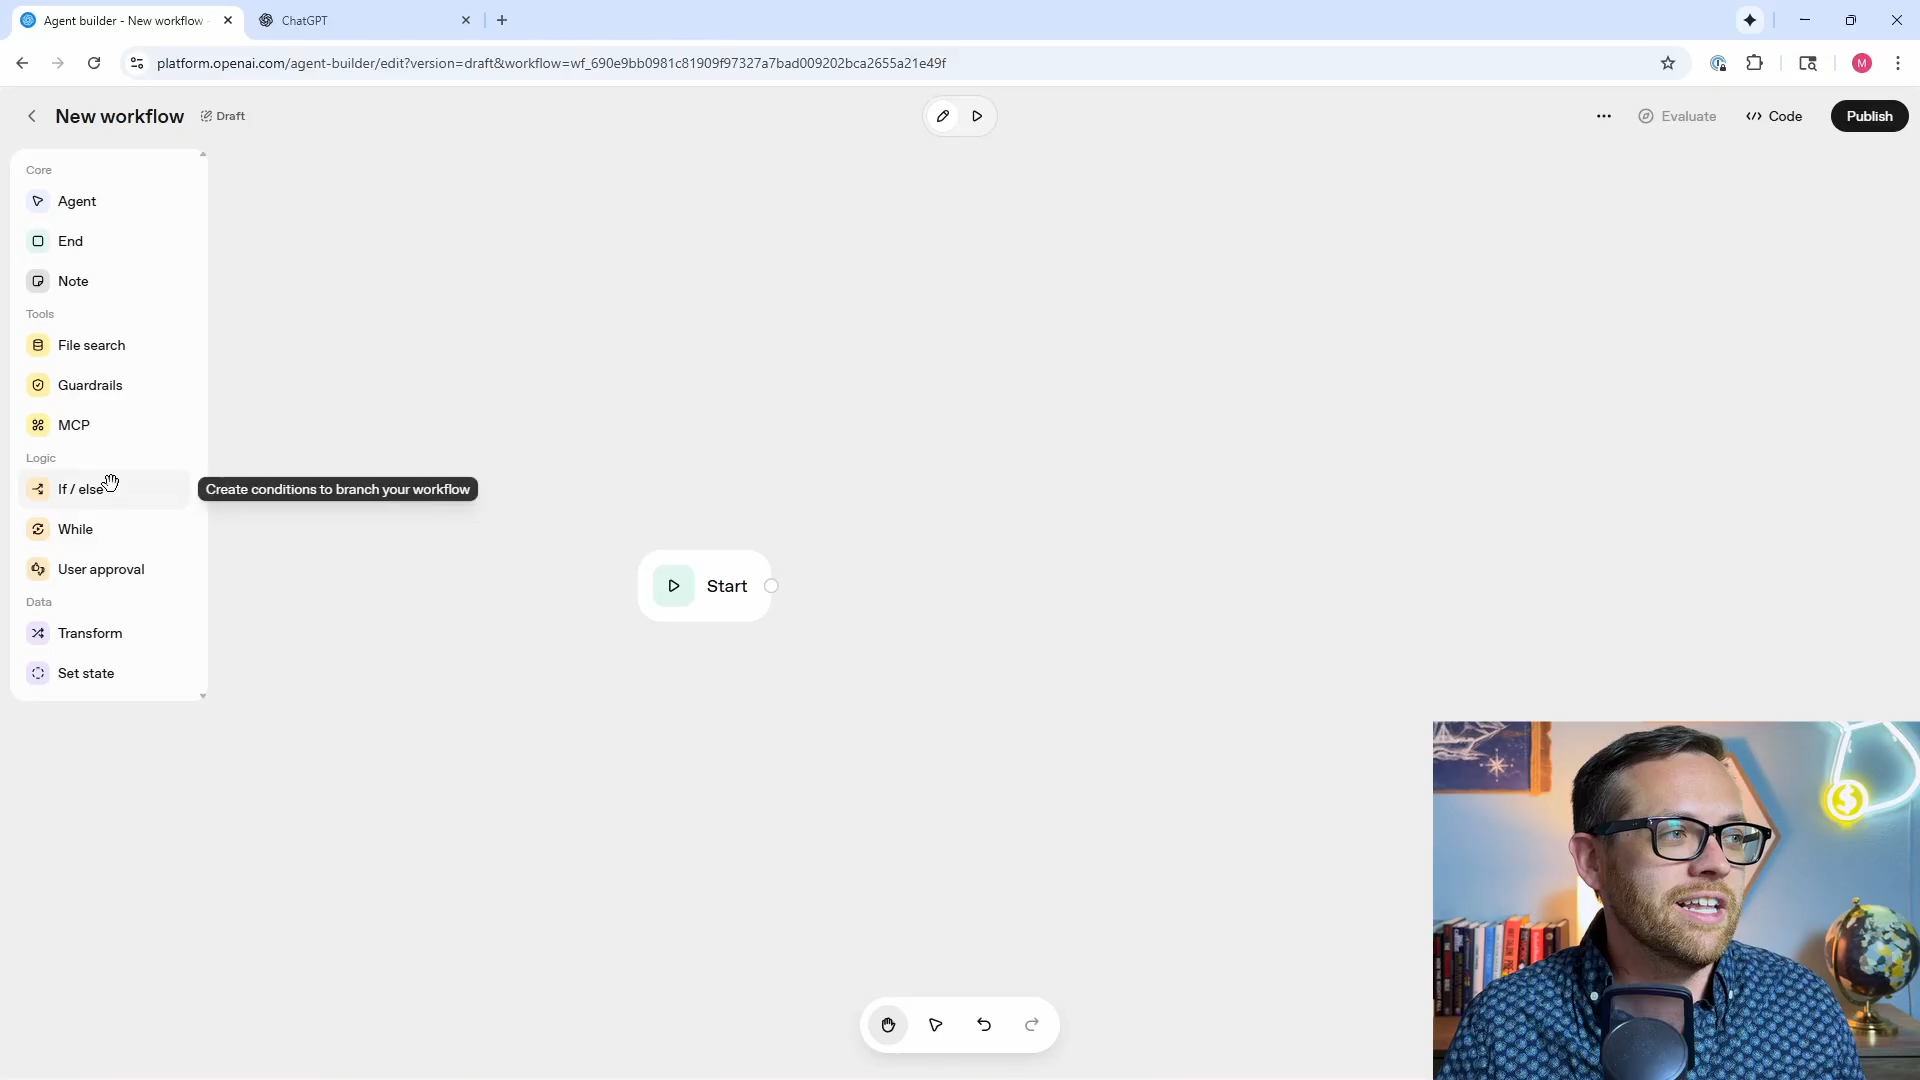 Agent builder - New workflow
ChatGPT
platform.openai.com/agent-builder/edit?version=draft&workflow=wf_690e9bb0981c81909f97327a7bad009202bca2655a21e49f
M
New workflow
Draft
Evaluate
Code
Publish
Core
Agent
End
Note
Tools
File search
Guardrails
MCP
Logic
If / else
Create conditions to branch your workflow
While
User approval
Data
Transform
Set state
Start
$